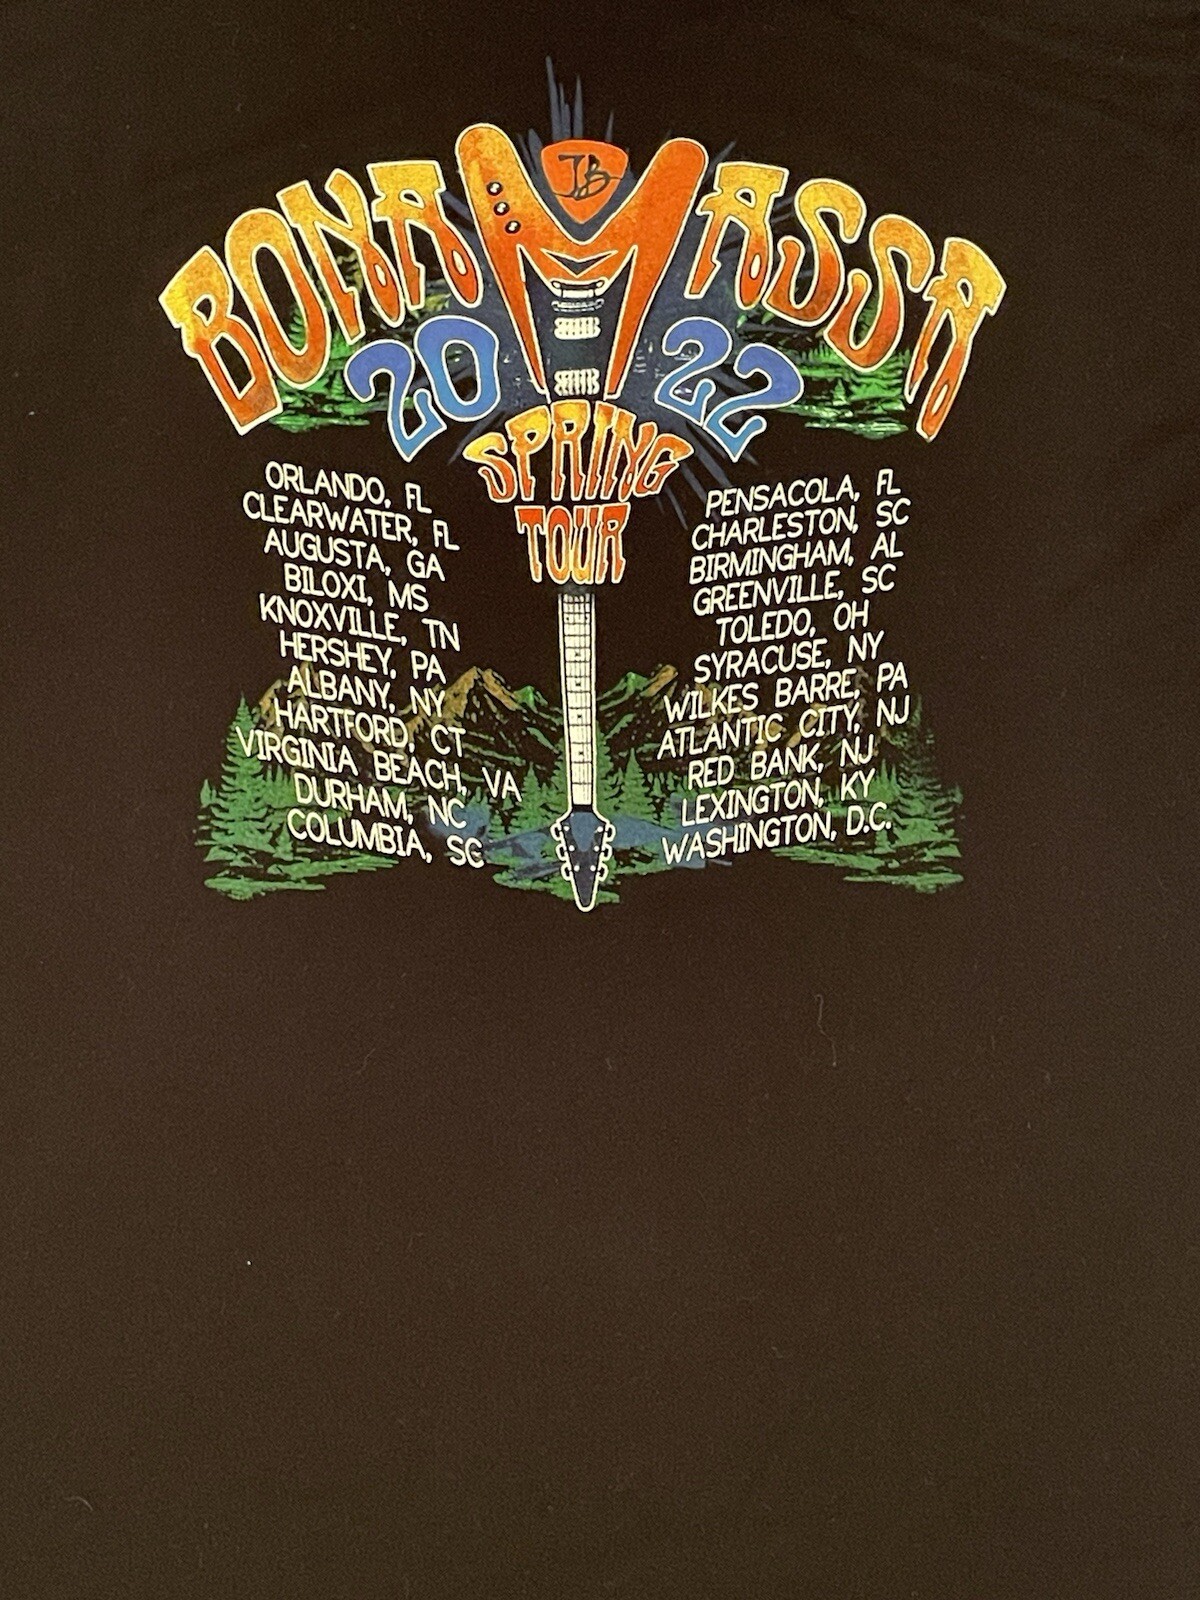 JB
BONAMASSA
2022
SPRING
TOUR
ORLANDO, FL
CLEARWATER, FL
AUGUSTA, GA
BILOXI, MS
KNOXVILLE, TN
HERSHEY, PA
ALBANY, NY
HARTFORD, CT
VIRGINIA BEACH, VA
DURHAM, NC
COLUMBIA, SC
PENSACOLA, FL
CHARLESTON, SC
BIRMINGHAM, AL
GREENVILLE, SC
TOLEDO, OH
SYRACUSE, NY
WILKES BARRE, PA
ATLANTIC CITY, NJ
RED BANK, NJ
LEXINGTON, KY
WASHINGTON, D.C.